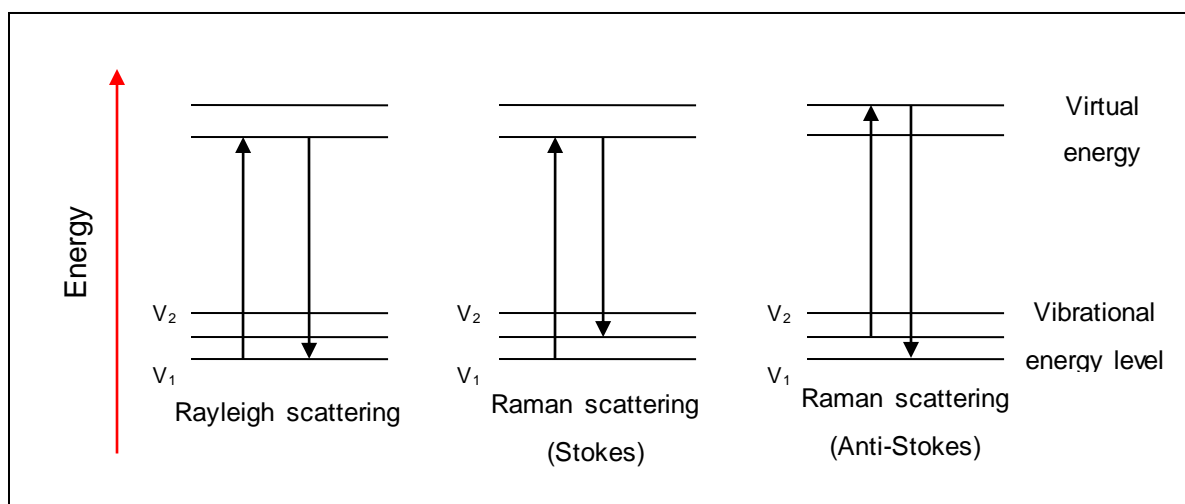 Energy
V₂
V₁
Rayleigh scattering
V₂
V₁
Raman scattering
(Stokes)
V₂
V₁
Raman scattering
(Anti-Stokes)
Virtual
energy
Vibrational
energy level